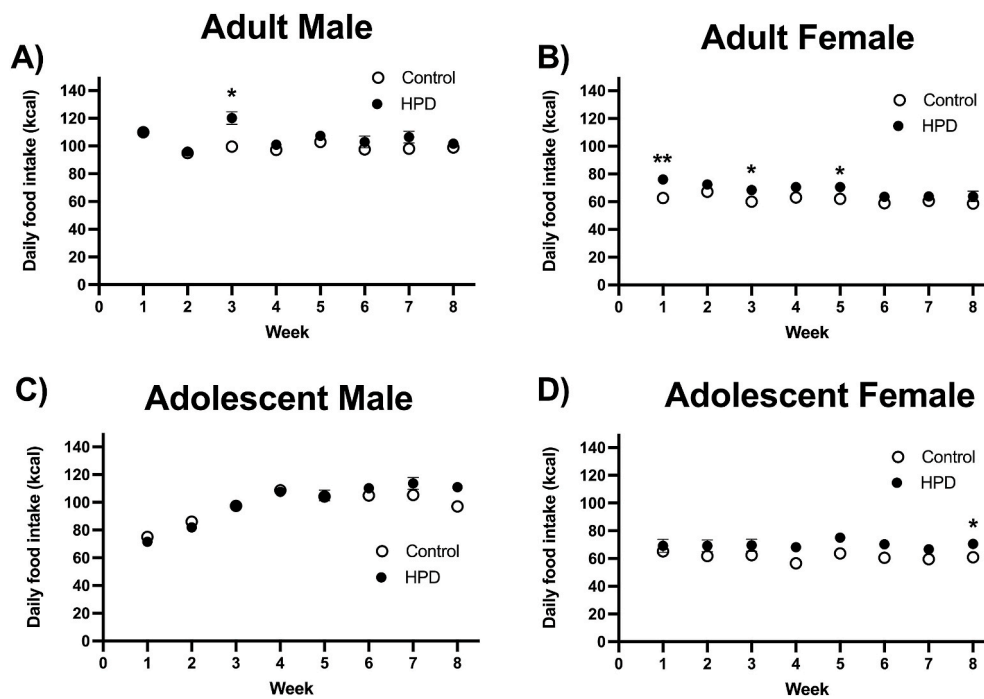 Adult Male
A)
Control
HPD
*
Daily food intake (kcal)
140
120
100
80
60
40
20
0
0 1 2 3 4 5 6 7 8
Week
Adult Female
B)
Control
HPD
** * *
Daily food intake (kcal)
140
120
100
80
60
40
20
0
0 1 2 3 4 5 6 7 8
Week
C)
Adolescent Male
Daily food intake (kcal)
140
120
100
80
60
40
20
0
Control
HPD
0 1 2 3 4 5 6 7 8
Week
D)
Adolescent Female
Control
HPD
*
Daily food intake (kcal)
140
120
100
80
60
40
20
0
0 1 2 3 4 5 6 7 8
Week